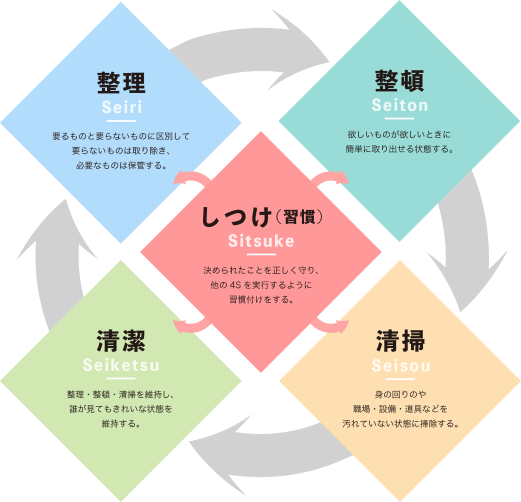 整理
Seiri
要るものと要らないものに区別して
要らないものは取り除き、
必要なものは保管する。
整頓
Seiton
欲しいものが欲しいときに
簡単に取り出せる状態する。
しつけ(習慣)
Sitsuke
決められたことを正しく守り、
他の 4S を実行するように
習慣付けをする。
清潔
Seiketsu
整理・整頓・清掃を維持し、
誰が見てもきれいな状態を
維持する。
清掃
Seisou
身の回りのや
職場・設備・道具などを
汚れていない状態に掃除する。